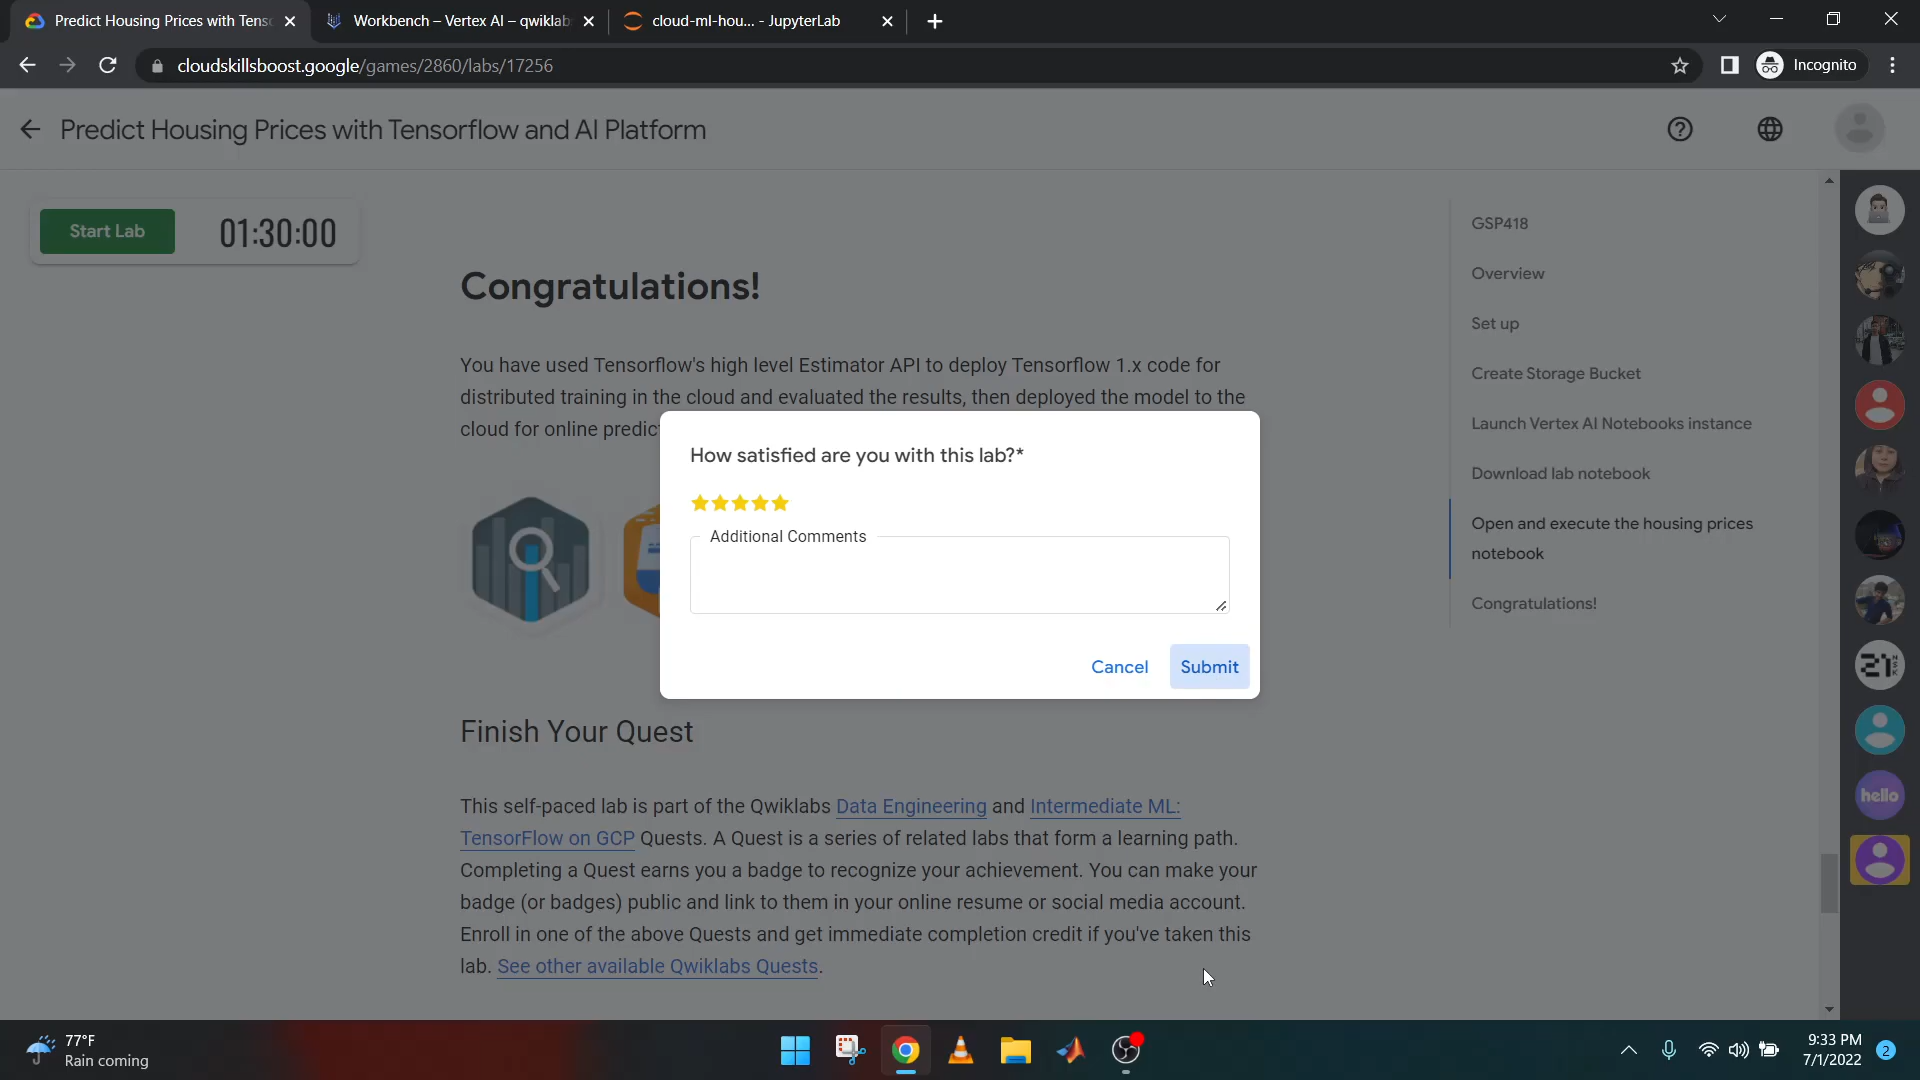 Predict Housing Prices with Tens
Workbench – Vertex AI – qwiklab
cloud-ml-hou... - JupyterLab
cloudskillsboost.google/games/2860/labs/17256
Incognito
Predict Housing Prices with Tensorflow and AI Platform
Start Lab
01:30:00
Congratulations!
You have used Tensorflow's high level Estimator API to deploy Tensorflow 1.x code for
distributed training in the cloud and evaluated the results, then deployed the model to the
cloud for online predic
How satisfied are you with this lab?*
Additional Comments
Cancel
Submit
Finish Your Quest
This self-paced lab is part of the Qwiklabs Data Engineering and Intermediate ML:
TensorFlow on GCP Quests. A Quest is a series of related labs that form a learning path.
Completing a Quest earns you a badge to recognize your achievement. You can make your
badge (or badges) public and link to them in your online resume or social media account.
Enroll in one of the above Quests and get immediate completion credit if you've taken this
lab. See other available Qwiklabs Quests.
GSP418
Overview
Set up
Create Storage Bucket
Launch Vertex AI Notebooks instance
Download lab notebook
Open and execute the housing prices
notebook
Congratulations!
hello
77°F
Rain coming
9:33 PM
7/1/2022
2